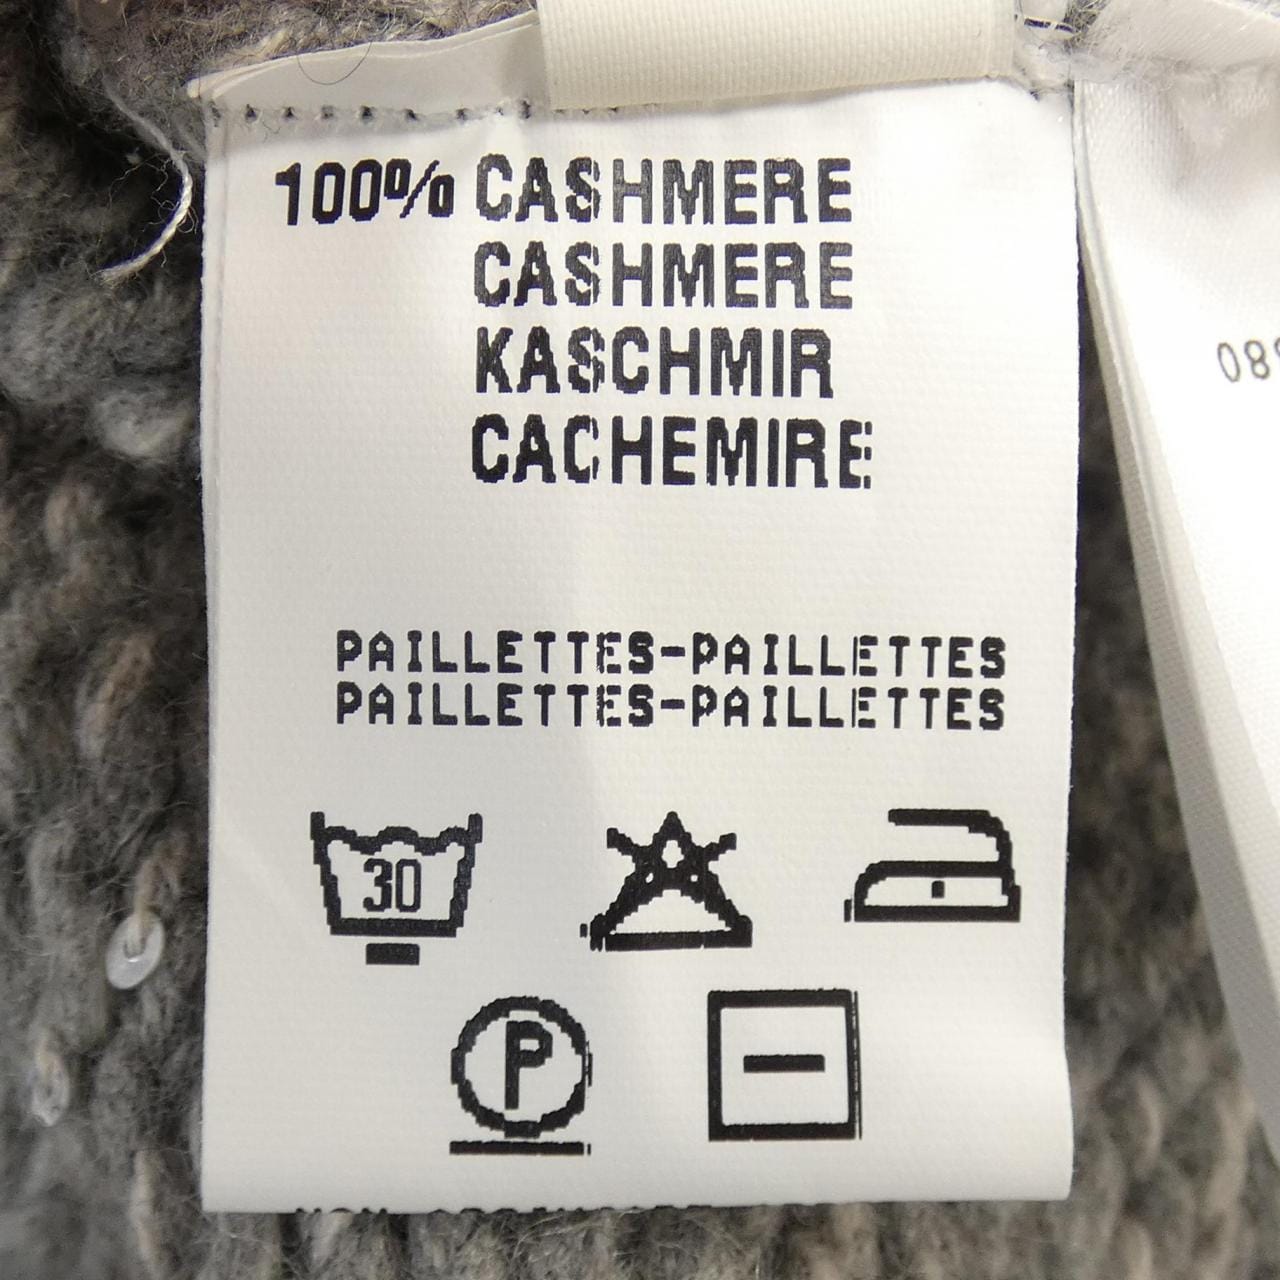 100% CASHMERE
CASHMERE
KASCHMIR
CACHEMIRE
PAILLETTES-PAILLETTES
PAILLETTES-PAILLETTES
30
P